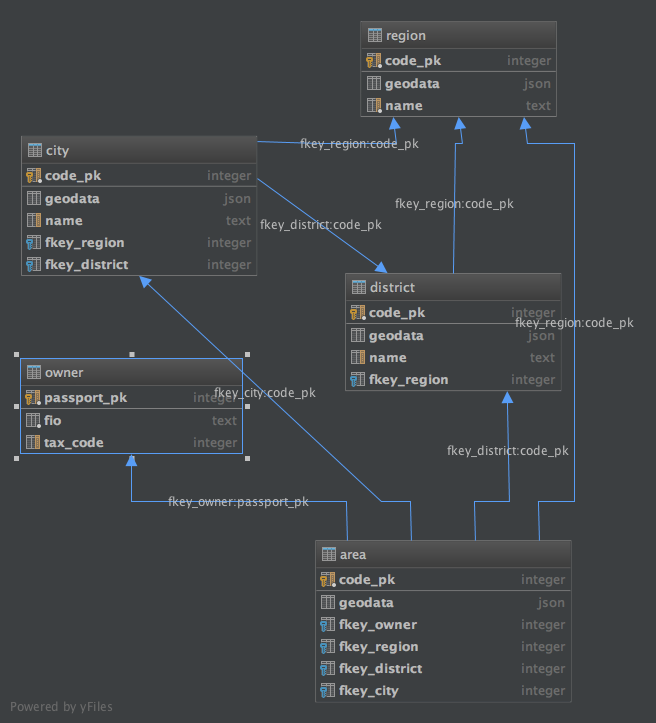 region
code_pk integer
geodata json
name text
city
code_pk integer
geodata json
name text
fkey_region integer
fkey_district integer
fkey_region:code_pk
fkey_region:code_pk
fkey_district:code_pk
district
code_pk integer
geodata json
name text
fkey_region integer
fkey_region:code_pk
owner
passport_pk integer
fio text
tax_code integer
fkey_city:code_pk
fkey_district:code_pk
fkey_owner:passport_pk
area
code_pk integer
geodata json
fkey_owner integer
fkey_region integer
fkey_district integer
fkey_city integer
Powered by yFiles